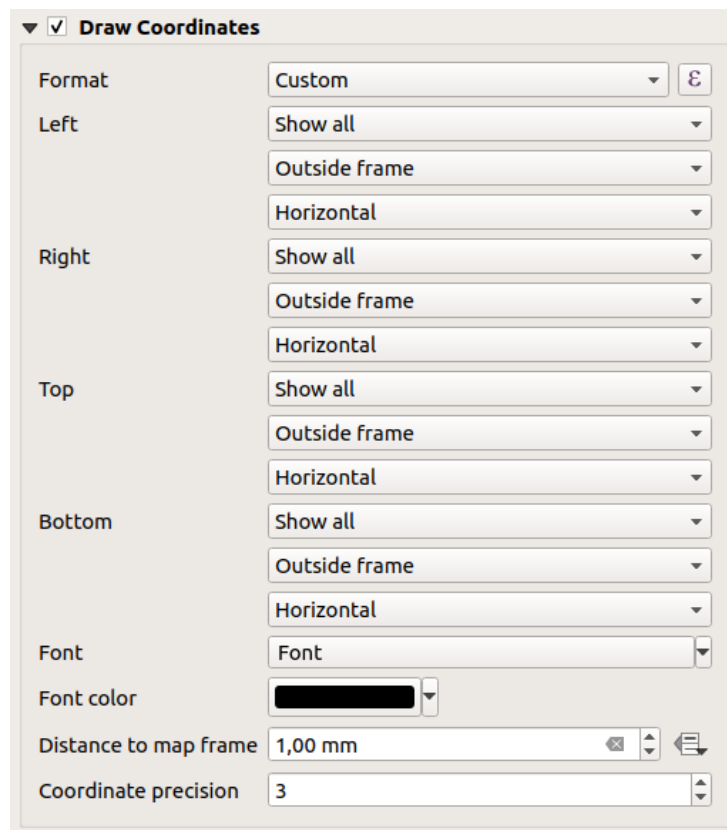 Draw Coordinates
Format Custom ε
Left Show all
Outside frame
Horizontal
Right Show all
Outside frame
Horizontal
Top Show all
Outside frame
Horizontal
Bottom Show all
Outside frame
Horizontal
Font Font
Font color
Distance to map frame 1,00 mm
Coordinate precision 3